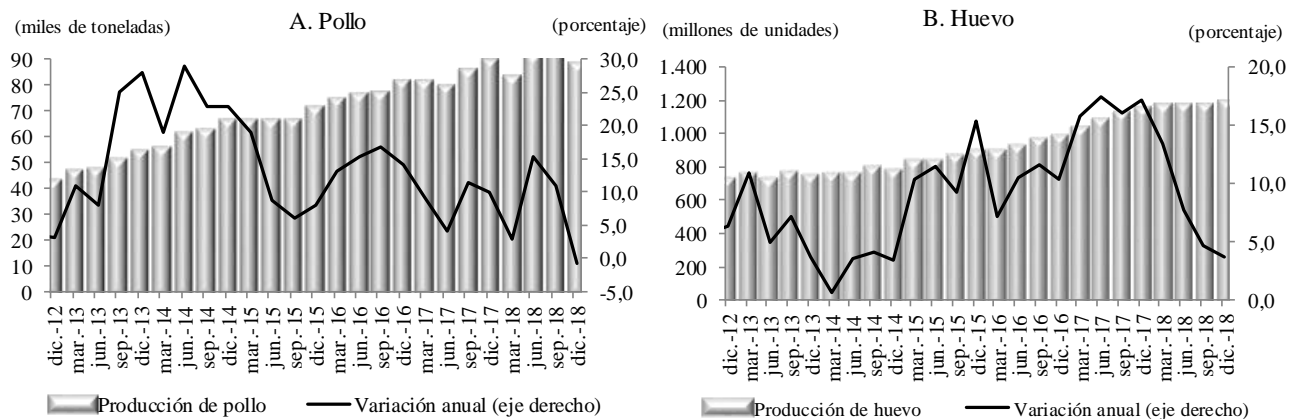 A. Pollo
(miles de toneladas)
(porcentaje)
90
80
70
60
50
40
30
20
10
0
30,0
25,0
20,0
15,0
10,0
5,0
0,0
-5,0
dic.-12
mar.-13
jun.-13
sep.-13
dic.-13
mar.-14
jun.-14
sep.-14
dic.-14
mar.-15
jun.-15
sep.-15
dic.-15
mar.-16
jun.-16
sep.-16
dic.-16
mar.-17
jun.-17
sep.-17
dic.-17
mar.-18
jun.-18
sep.-18
dic.-18
Producción de pollo
Variación anual (eje derecho)
B. Huevo
(millones de unidades)
(porcentaje)
1.400
1.200
1.000
800
600
400
200
0
20,0
15,0
10,0
5,0
0,0
dic.-12
mar.-13
jun.-13
sep.-13
dic.-13
mar.-14
jun.-14
sep.-14
dic.-14
mar.-15
jun.-15
sep.-15
dic.-15
mar.-16
jun.-16
sep.-16
dic.-16
mar.-17
jun.-17
sep.-17
dic.-17
mar.-18
jun.-18
sep.-18
dic.-18
Producción de huevo
Variación anual (eje derecho)